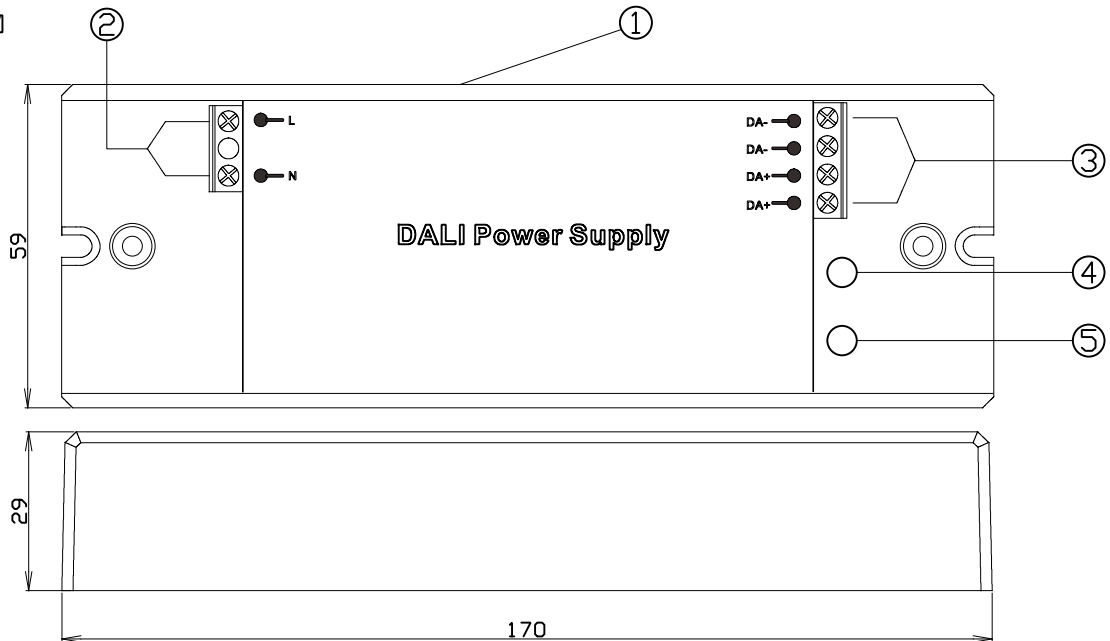 ② ①
L DA-
DA- ③
N DA+
DA+
DALI Power Supply
59
④
⑤
29
170